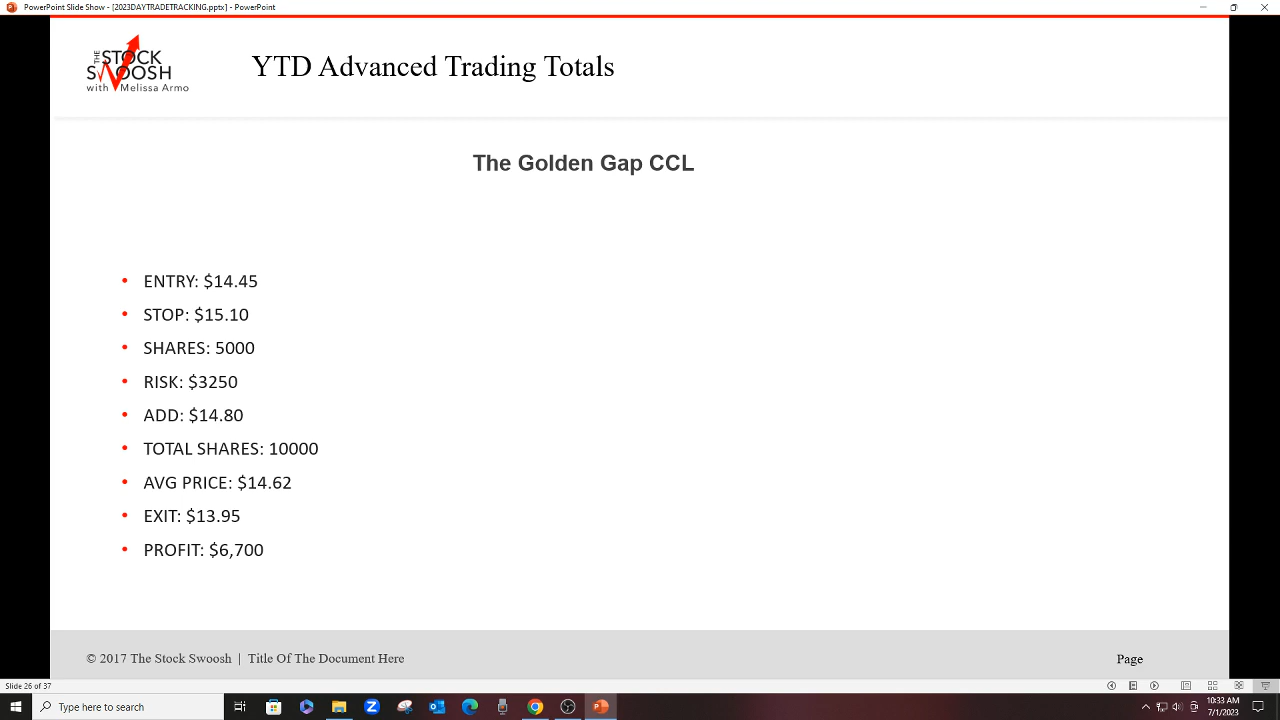 PowerPoint Slide Show - [2023DAYTRADETRACKING.pptx] - PowerPoint
THE STOCK
SWOOSH
with Melissa Armo
YTD Advanced Trading Totals
The Golden Gap CCL
• ENTRY: $14.45
• STOP: $15.10
• SHARES: 5000
• RISK: $3250
• ADD: $14.80
• TOTAL SHARES: 10000
• AVG PRICE: $14.62
• EXIT: $13.95
• PROFIT: $6,700
© 2017 The Stock Swoosh | Title Of The Document Here
Page
Slide 26 of 37
Type here to search
10:33 AM
7/1/2023